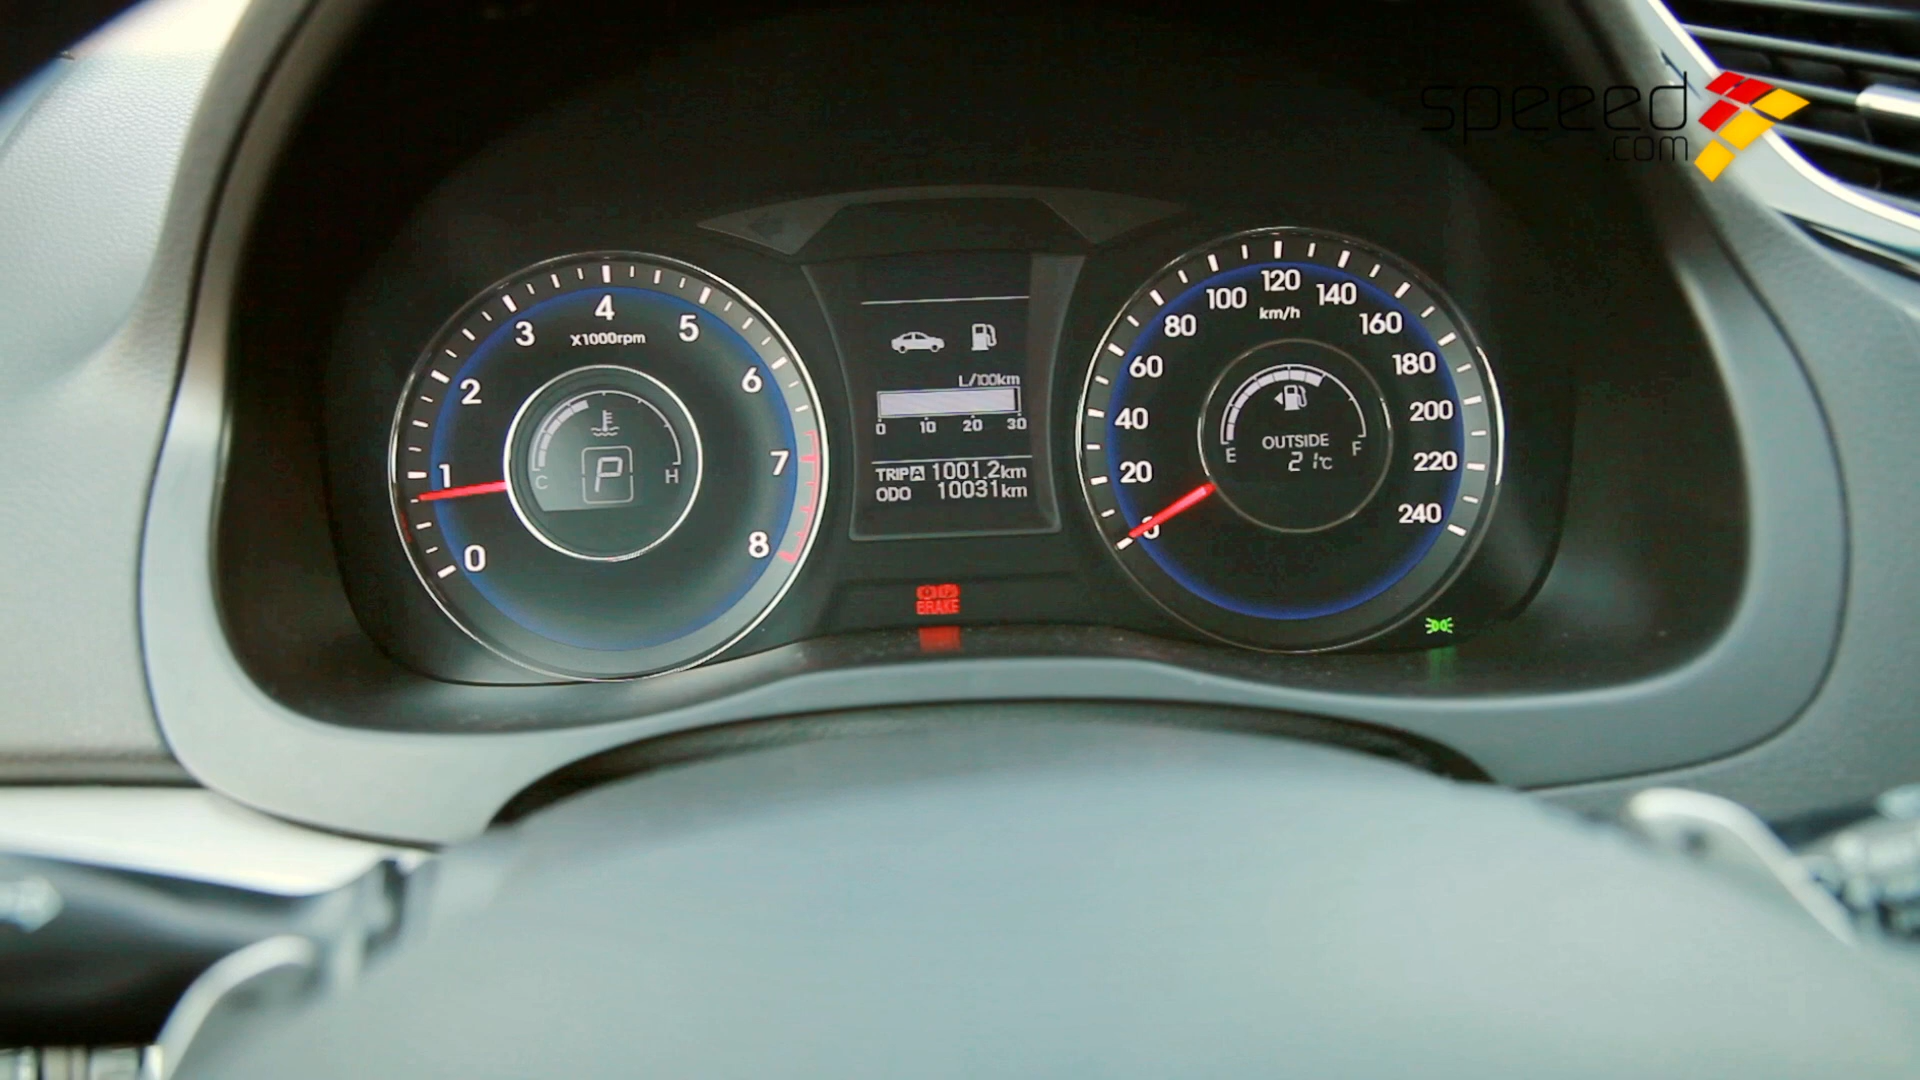 speeed
.com
0 1 2 3 4 5 6 7 8
X1000rpm
C H
P
L/100km
0 10 20 30
TRIP A 1001.2km
ODO 10031km
BRAKE
0 20 40 60 80 100 120 140 160 180 200 220 240
km/h
E F
OUTSIDE
21°C